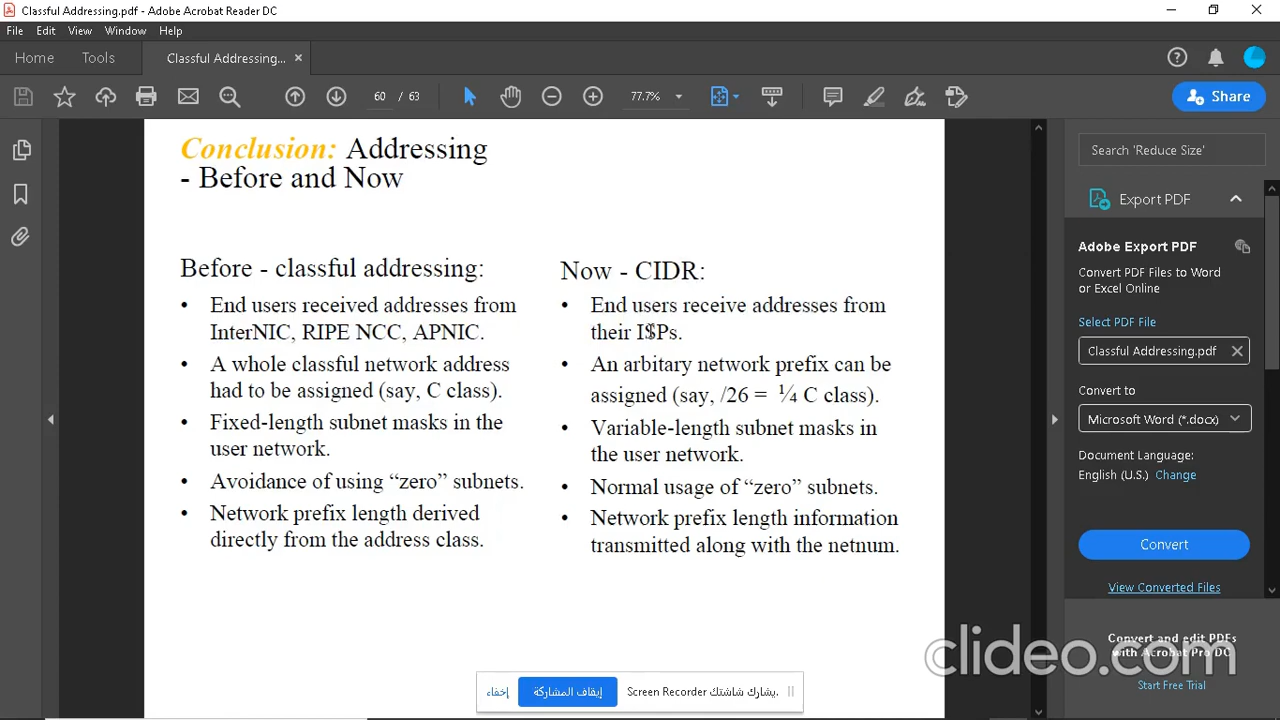 Classful Addressing.pdf - Adobe Acrobat Reader DC
File Edit View Window Help
Home Tools Classful Addressing... ×
60 / 63 77.7% Share
Conclusion: Addressing
- Before and Now
Before - classful addressing:
• End users received addresses from
InterNIC, RIPE NCC, APNIC.
• A whole classful network address
had to be assigned (say, C class).
• Fixed-length subnet masks in the
user network.
• Avoidance of using “zero” subnets.
• Network prefix length derived
directly from the address class.
Now - CIDR:
• End users receive addresses from
their ISPs.
• An arbitary network prefix can be
assigned (say, /26 = ¼ C class).
• Variable-length subnet masks in
the user network.
• Normal usage of “zero” subnets.
• Network prefix length information
transmitted along with the netnum.
Search 'Reduce Size'
Export PDF
Adobe Export PDF
Convert PDF Files to Word
or Excel Online
Select PDF File
Classful Addressing.pdf
Convert to
Microsoft Word (*.docx)
Document Language:
English (U.S.) Change
Convert
View Converted Files
Convert and edit PDFs
with Acrobat Pro DC
Start Free Trial
clideo.com
يشارك شاشتك Screen Recorder. إيقاف المشاركة إخفاء